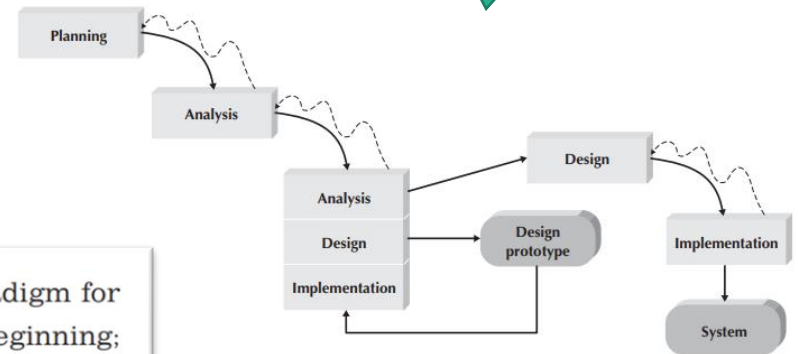 Planning
Analysis
Analysis
Design
Implementation
Design
prototype
Design
Implementation
System
digm for
eginning;